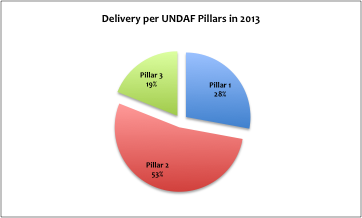 Delivery per UNDAF Pillars in 2013
Pillar 3
19%
Pillar 1
28%
Pillar 2
53%